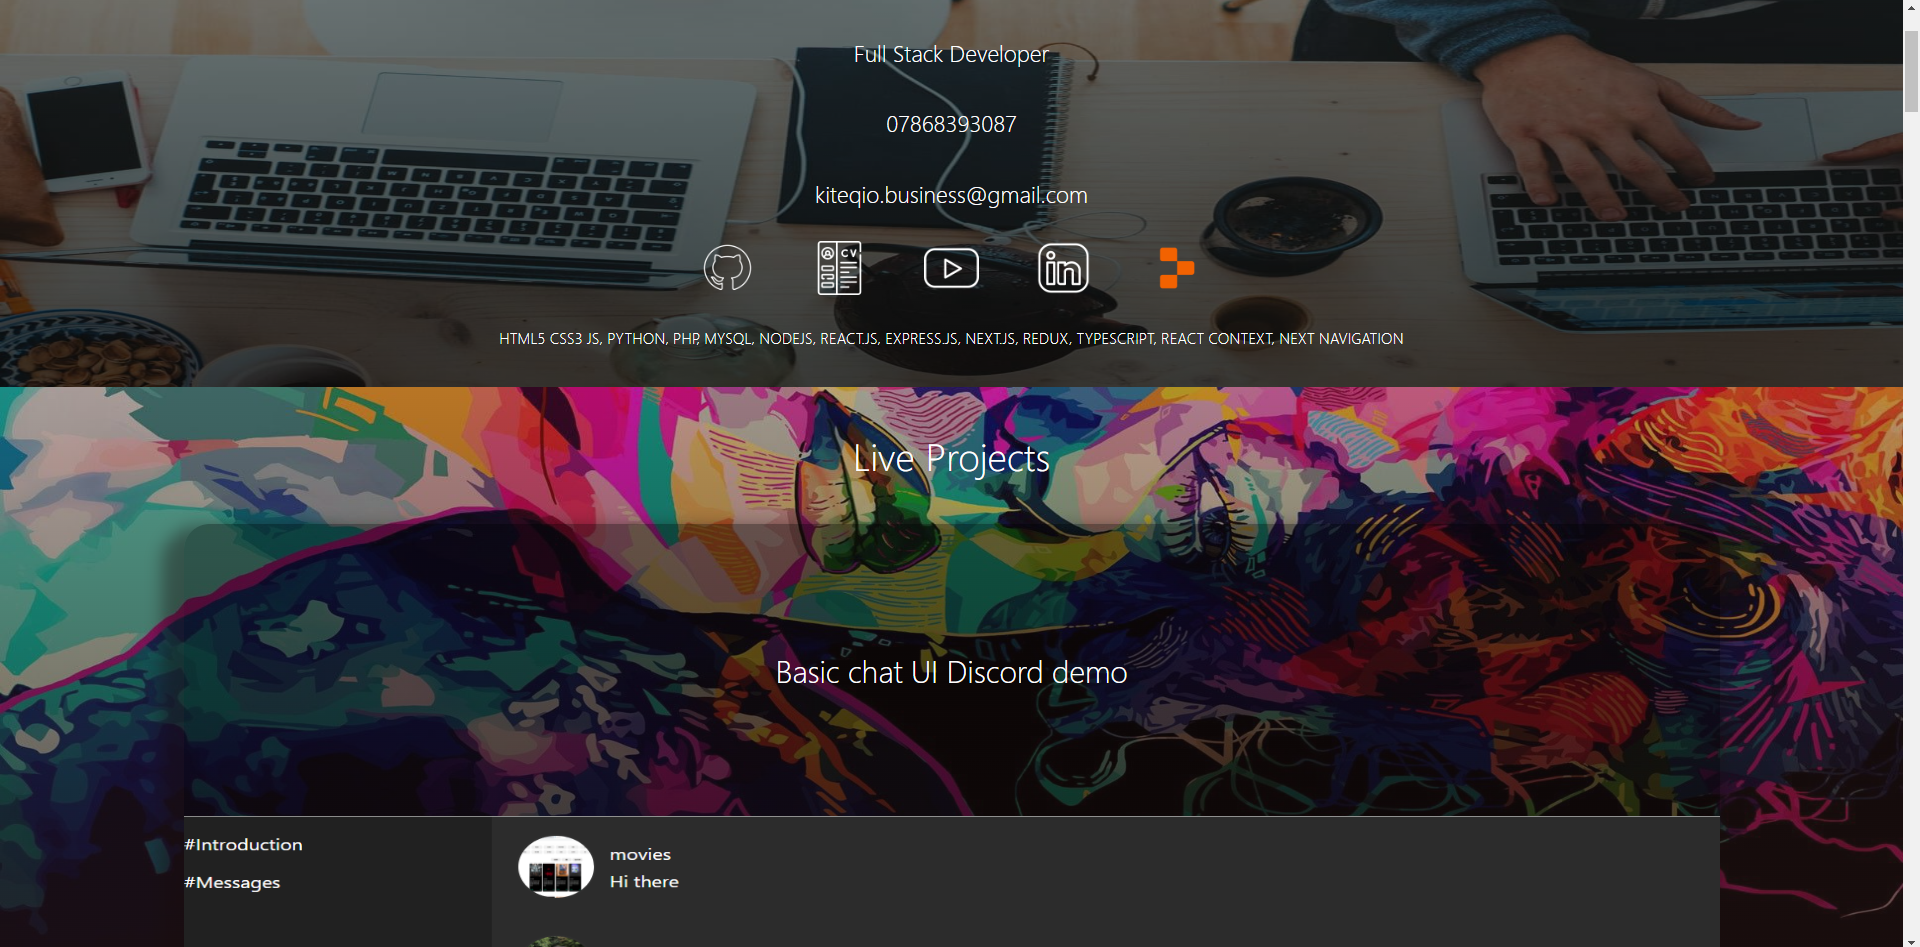 Full Stack Developer
07868393087
kiteqio.business@gmail.com
CV
in
HTML5 CSS3 JS, PYTHON, PHP, MYSQL, NODEJS, REACT.JS, EXPRESS.JS, NEXT.JS, REDUX, TYPESCRIPT, REACT CONTEXT, NEXT NAVIGATION
Live Projects
Basic chat UI Discord demo
#Introduction
#Messages
movies
Hi there